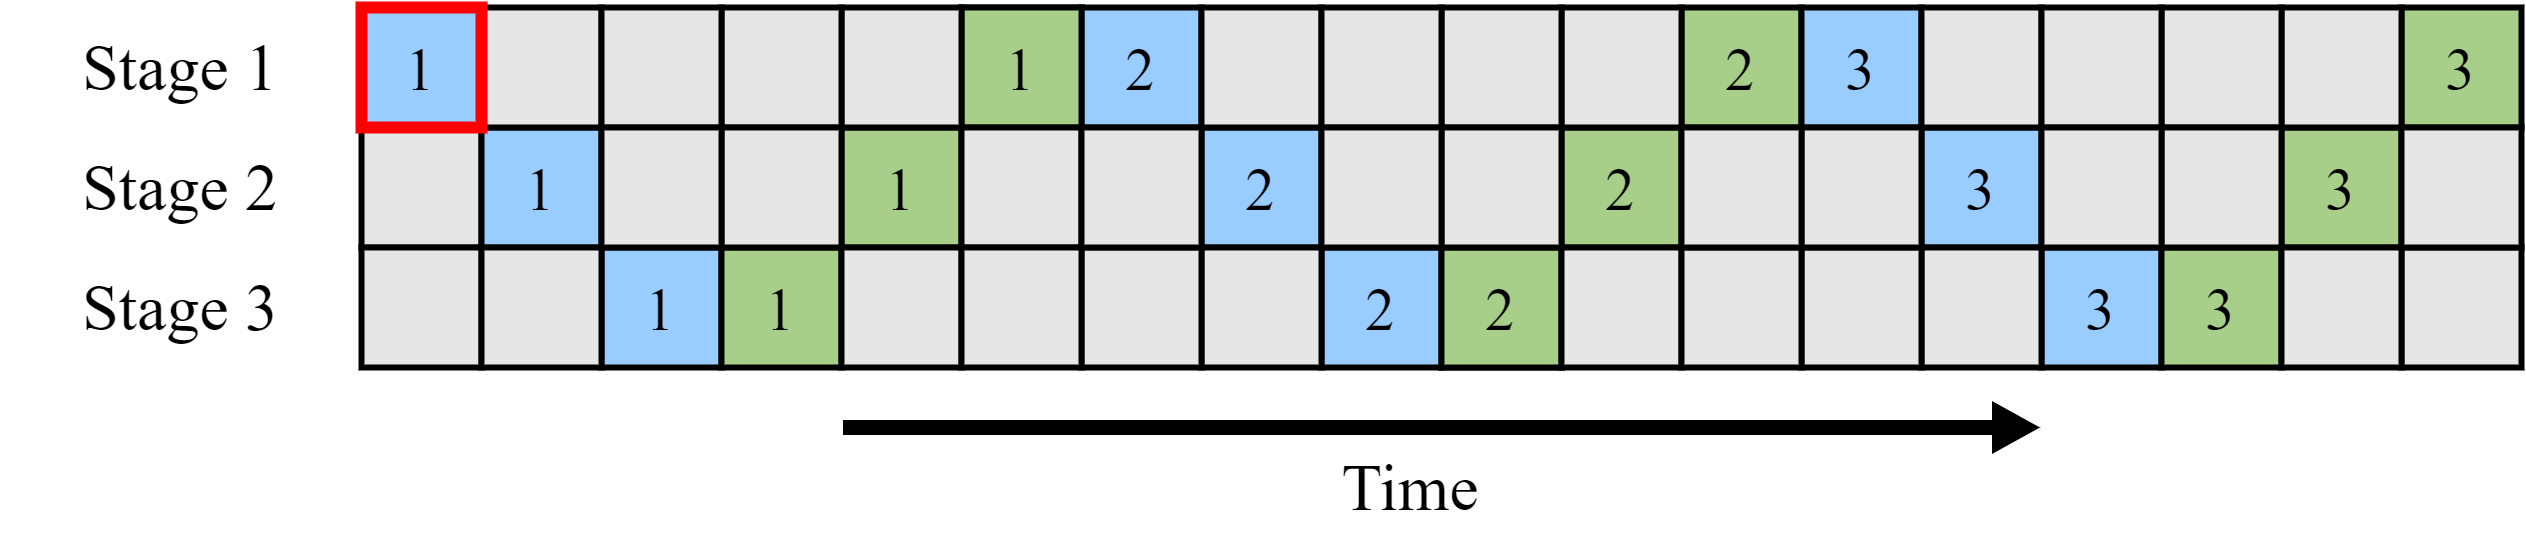 Stage 1 1 1 2 2 3 3
Stage 2 1 1 2 2 3 3
Stage 3 1 1 2 2 3 3
Time